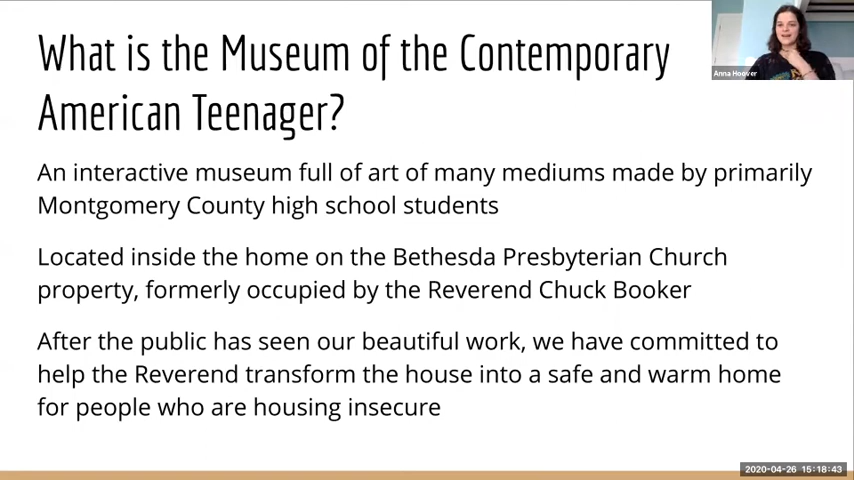 What is the Museum of the Contemporary
American Teenager?
Anna Hoover
An interactive museum full of art of many mediums made by primarily
Montgomery County high school students
Located inside the home on the Bethesda Presbyterian Church
property, formerly occupied by the Reverend Chuck Booker
After the public has seen our beautiful work, we have committed to
help the Reverend transform the house into a safe and warm home
for people who are housing insecure
2020-04-26 15:18:43